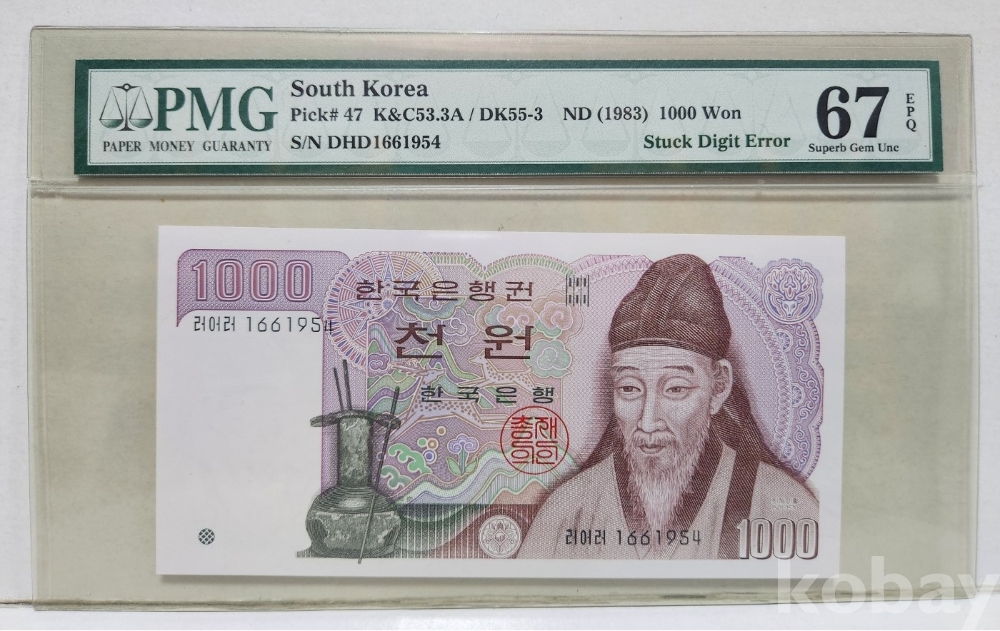 PMG
PAPER MONEY GUARANTY
South Korea
Pick# 47 K&C53.3A / DK55-3 ND (1983) 1000 Won
S/N DHD1661954 Stuck Digit Error
67 EPQ
Superb Gem Unc
1000
한국은행권
러어러 1661954
천 원
한국은행
총재의인
러어러 1661954
1000
kobay